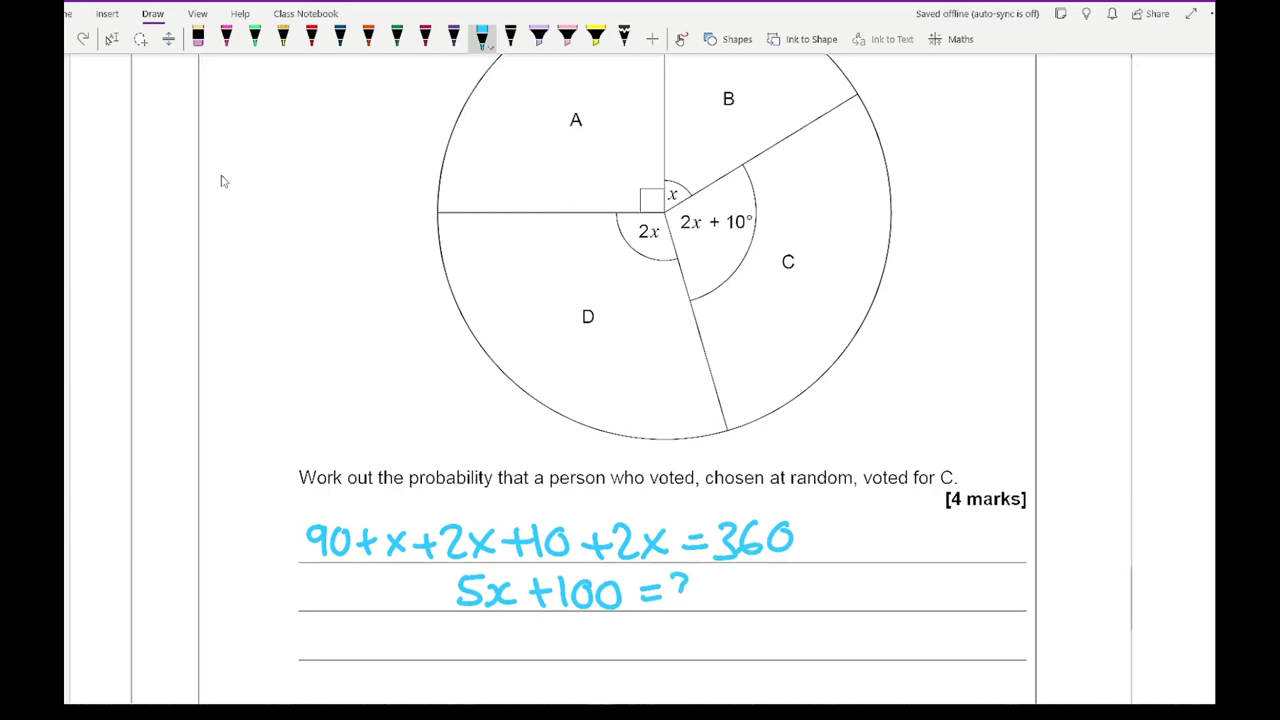 Insert Draw View Help Class Notebook Saved offline (auto-sync is off) Share
Shapes Ink to Shape Ink to Text Maths
A
B
x
2x + 10°
2x
C
D
Work out the probability that a person who voted, chosen at random, voted for C.
[4 marks]
90+x+2x+10+2x=360
5x+100=